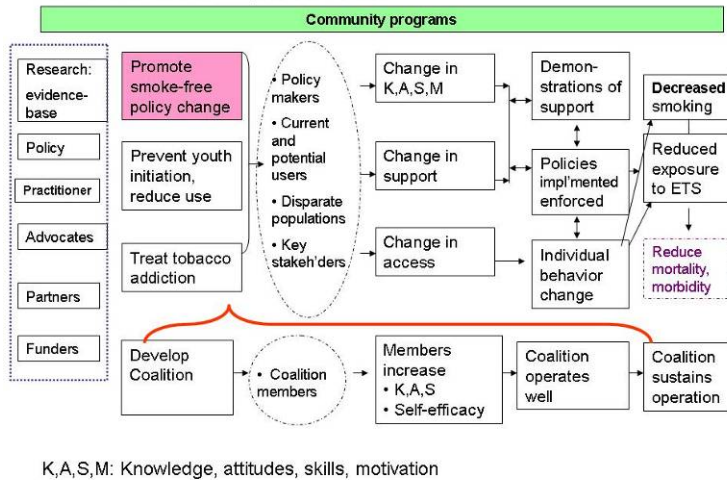 Community programs
Research:
evidence-
base
Policy
Practitioner
Advocates
Partners
Funders
Promote
smoke-free
policy change
Prevent youth
initiation,
reduce use
Treat tobacco
addiction
• Policy
makers
• Current
and
potential
users
• Disparate
populations
• Key
stakeh'ders
Change in
K,A,S,M
Change in
support
Change in
access
Demon-
strations of
support
Policies
impl'mented
enforced
Individual
behavior
change
Decreased
smoking
Reduced
exposure
to ETS
Reduce
mortality,
morbidity
Develop
Coalition
• Coalition
members
Members
increase
• K,A,S
• Self-efficacy
Coalition
operates
well
Coalition
sustains
operation
K,A,S,M: Knowledge, attitudes, skills, motivation